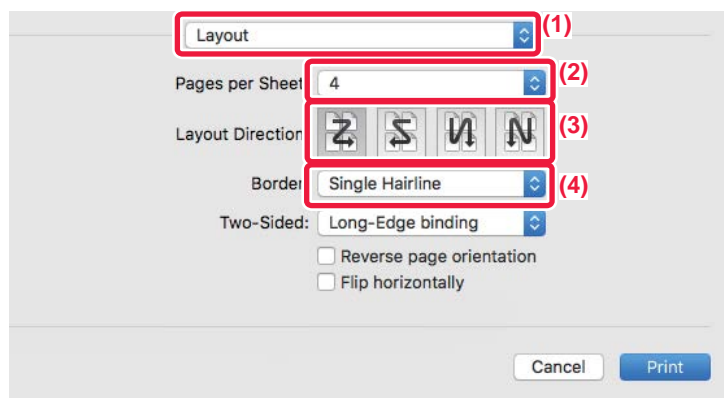 Layout (1)
Pages per Sheet 4 (2)
Layout Direction (3)
Border Single Hairline (4)
Two-Sided: Long-Edge binding
Reverse page orientation
Flip horizontally
Cancel Print